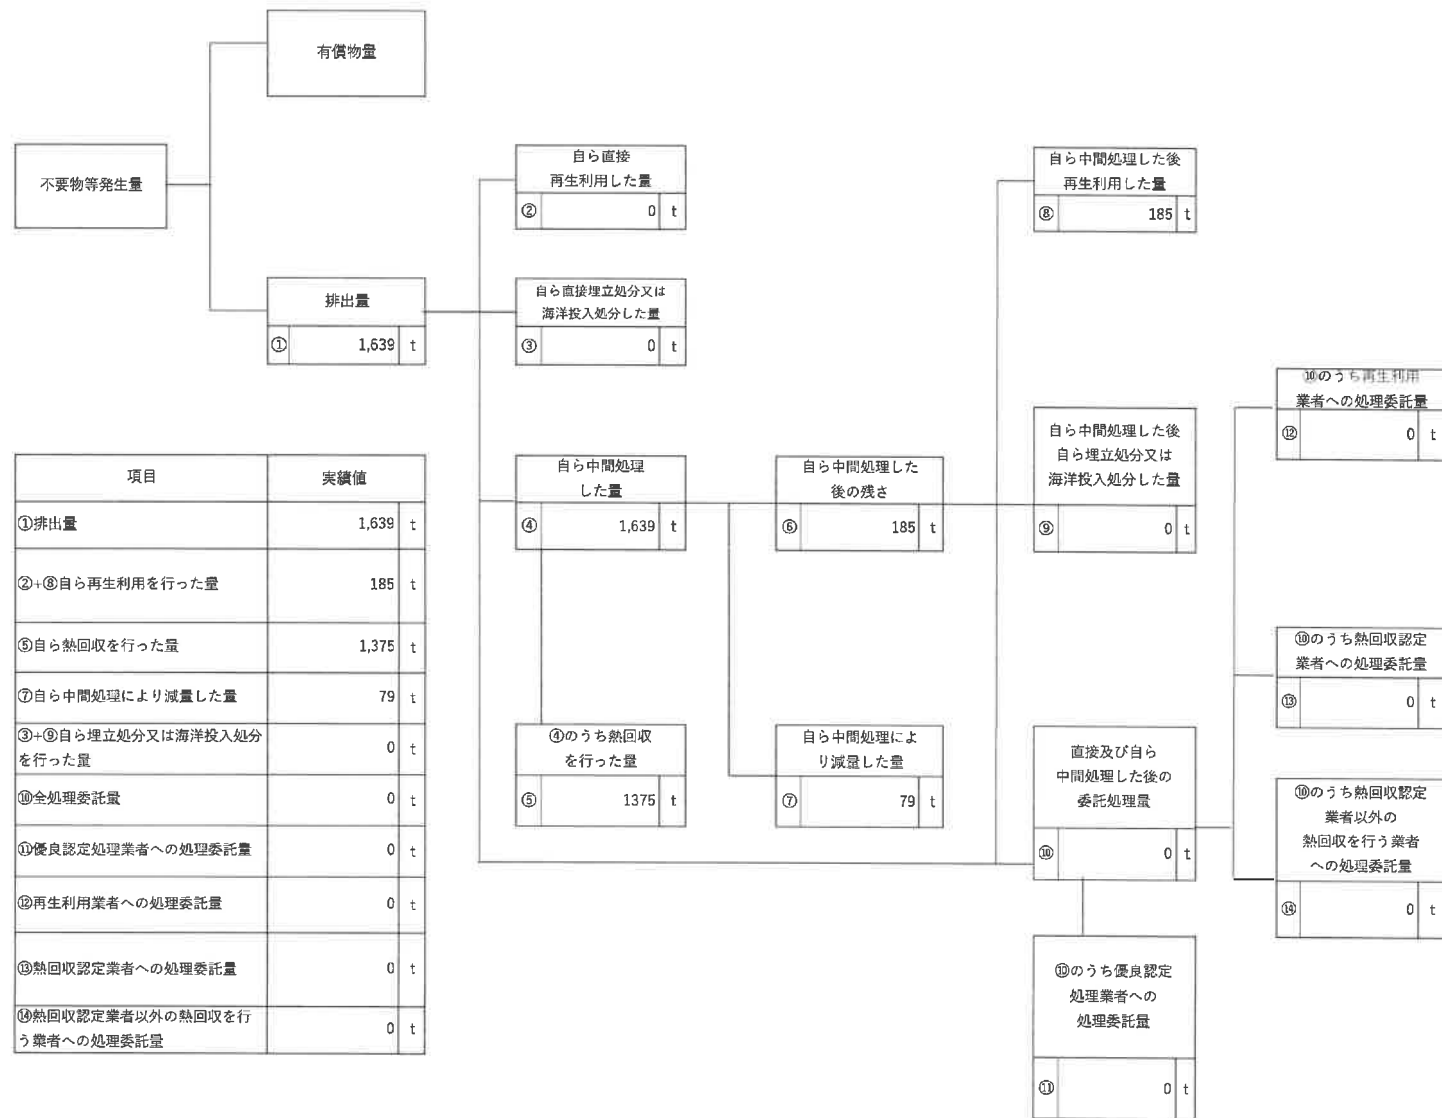 有償物量
不要物等発生量
自ら直接
再生利用した量
② 0 t
自ら中間処理した後
再生利用した量
⑧ 185 t
排出量
① 1,639 t
自ら直接埋立処分又は
海洋投入処分した量
③ 0 t
⑩のうち再生利用
業者への処理委託量
⑫ 0 t
自ら中間処理
した量
④ 1,639 t
自ら中間処理した
後の残さ
⑥ 185 t
自ら中間処理した後
自ら埋立処分又は
海洋投入処分した量
⑨ 0 t
⑩のうち熱回収認定
業者への処理委託量
⑬ 0 t
④のうち熱回収
を行った量
⑤ 1375 t
自ら中間処理によ
り減量した量
⑦ 79 t
直接及び自ら
中間処理した後の
委託処理量
⑩ 0 t
⑩のうち熱回収認定
業者以外の
熱回収を行う業者
への処理委託量
⑭ 0 t
⑩のうち優良認定
処理業者への
処理委託量
⑪ 0 t
項目 実績値
①排出量 1,639 t
②+⑧自ら再生利用を行った量 185 t
⑤自ら熱回収を行った量 1,375 t
⑦自ら中間処理により減量した量 79 t
③+⑨自ら埋立処分又は海洋投入処分
を行った量 0 t
⑩全処理委託量 0 t
⑪優良認定処理業者への処理委託量 0 t
⑫再生利用業者への処理委託量 0 t
⑬熱回収認定業者への処理委託量 0 t
⑭熱回収認定業者以外の熱回収を行
う業者への処理委託量 0 t